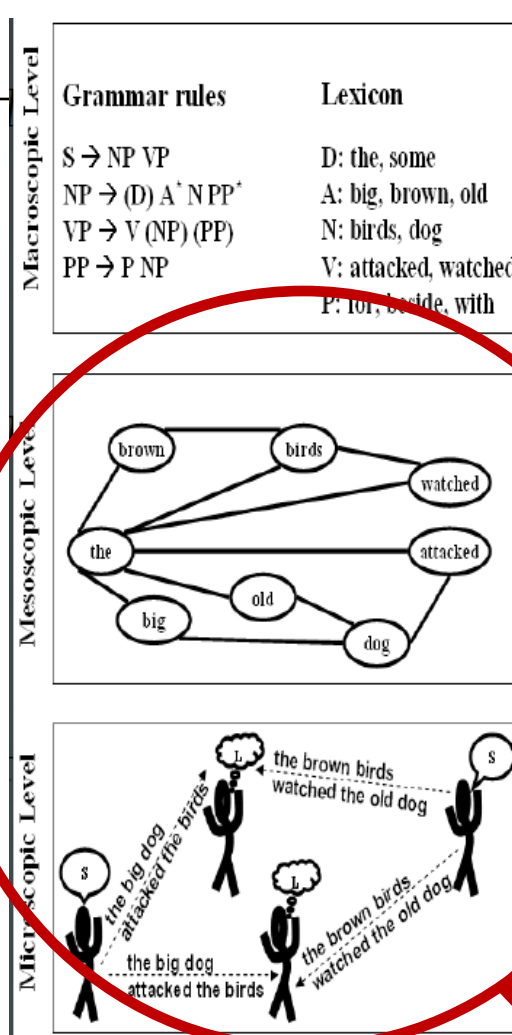 Macroscopic Level
Grammar rules
S → NP VP
NP → (D) A* N PP*
VP → V (NP) (PP)
PP → P NP
Lexicon
D: the, some
A: big, brown, old
N: birds, dog
V: attacked, watched
P: for, beside, with
Mesoscopic Level
brown
birds
watched
the
attacked
old
big
dog
Microscopic Level
L
S
the brown birds
watched the old dog
the big dog
attacked the birds
S
L
the brown birds
watched the old dog
the big dog
attacked the birds